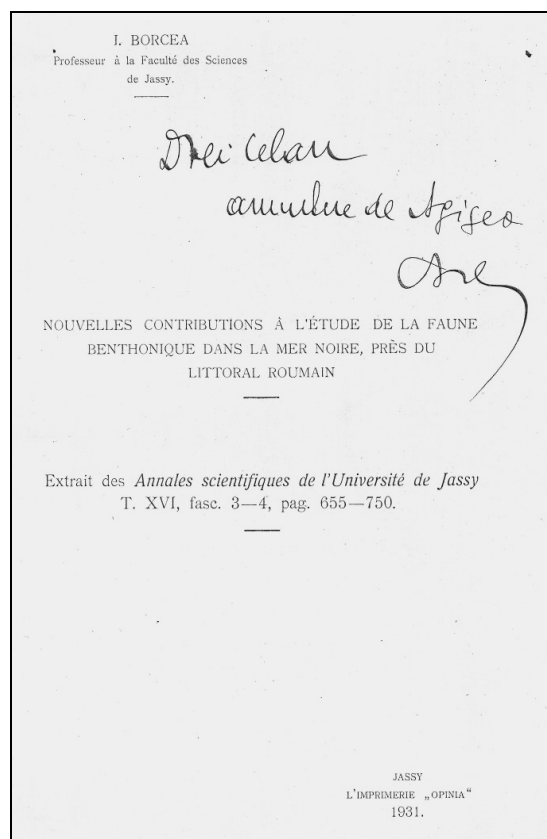 I. BORCEA
Professeur à la Faculté des Sciences
de Jassy.
Drei Celan
de Agigea
NOUVELLES CONTRIBUTIONS À L'ÉTUDE DE LA FAUNE
BENTHONIQUE DANS LA MER NOIRE, PRÈS DU
LITTORAL ROUMAIN
Extrait des Annales scientifiques de l'Université de Jassy
T. XVI, fasc. 3—4, pag. 655—750.
JASSY
L'IMPRIMERIE „OPINIA“
1931.